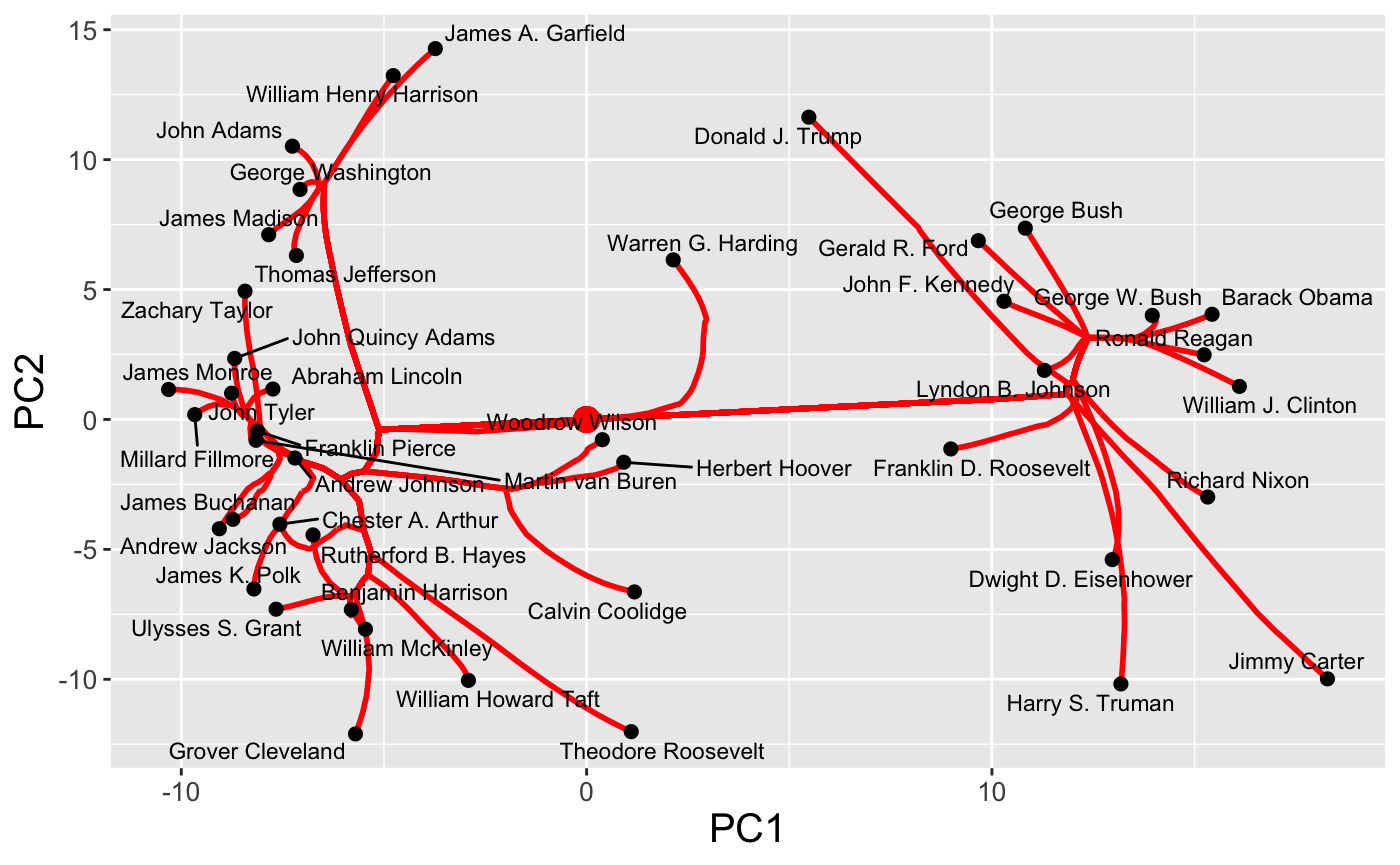 15
James A. Garfield
William Henry Harrison
Donald J. Trump
John Adams
10
George Washington
James Madison
George Bush
Warren G. Harding
Gerald R. Ford
Thomas Jefferson
John F. Kennedy
5
George W. Bush
Barack Obama
Zachary Taylor
John Quincy Adams
Ronald Reagan
James Monroe
Abraham Lincoln
Lyndon B. Johnson
William J. Clinton
John Tyler
0
Woodrow Wilson
Franklin Pierce
Millard Fillmore
Herbert Hoover
Franklin D. Roosevelt
Andrew Johnson
Martin van Buren
Richard Nixon
James Buchanan
Chester A. Arthur
Andrew Jackson
-5
Rutherford B. Hayes
James K. Polk
Dwight D. Eisenhower
Benjamin Harrison
Calvin Coolidge
Ulysses S. Grant
William McKinley
Jimmy Carter
-10
William Howard Taft
Harry S. Truman
Grover Cleveland
Theodore Roosevelt
-10
0
10
PC1
PC2